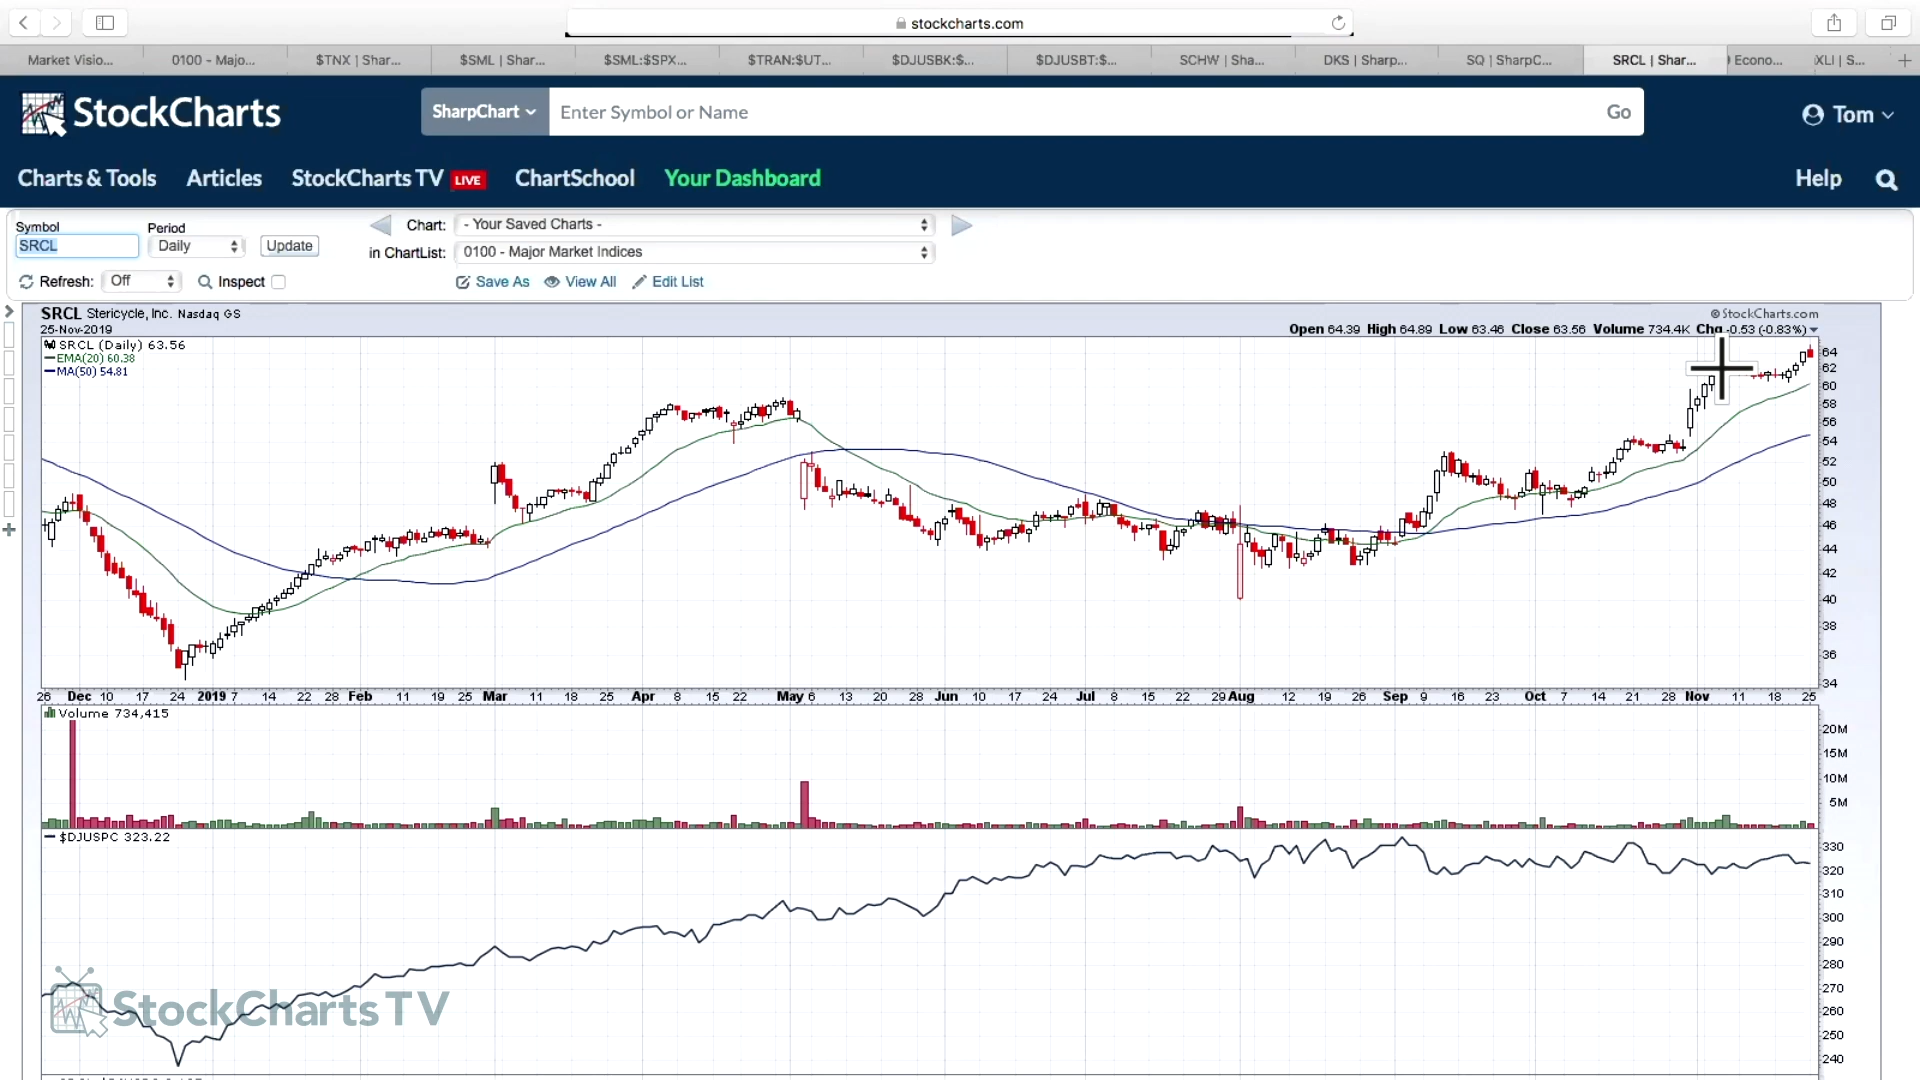 stockcharts.com
Market Visio...
0100 - Majo...
$TNX | Shar...
$SML | Shar...
$SML:$SPX...
$TRAN:$UT...
$DJUSBK:$...
$DJUSBT:$...
SCHW | Sha...
DKS | Sharp...
SQ | SharpC...
SRCL | Shar...
Econo...
XLI | S...
StockCharts
SharpChart
Enter Symbol or Name
Go
Tom
Charts & Tools
Articles
StockCharts TV LIVE
ChartSchool
Your Dashboard
Help
Symbol
Period
SRCL
Daily
Update
Chart: - Your Saved Charts -
in ChartList: 0100 - Major Market Indices
Refresh: Off
Inspect
Save As
View All
Edit List
SRCL Stericycle, Inc. Nasdaq GS
© StockCharts.com
25-Nov-2019
Open 64.39 High 64.89 Low 63.46 Close 63.56 Volume 734.4K Chg -0.53 (-0.83%)
SRCL (Daily) 63.56
EMA(20) 60.38
MA(50) 54.81
64
62
60
58
56
54
52
50
48
46
44
42
40
38
36
34
26 Dec 10 17 24 2019 7 14 22 28 Feb 11 19 25 Mar 11 18 25 Apr 8 15 22 May 6 13 20 28 Jun 10 17 24 Jul 8 15 22 29 Aug 12 19 26 Sep 9 16 23 Oct 7 14 21 28 Nov 11 18 25
Volume 734,415
20M
15M
10M
5M
$DJUSPC 323.22
330
320
310
300
290
280
270
260
250
240
StockCharts TV